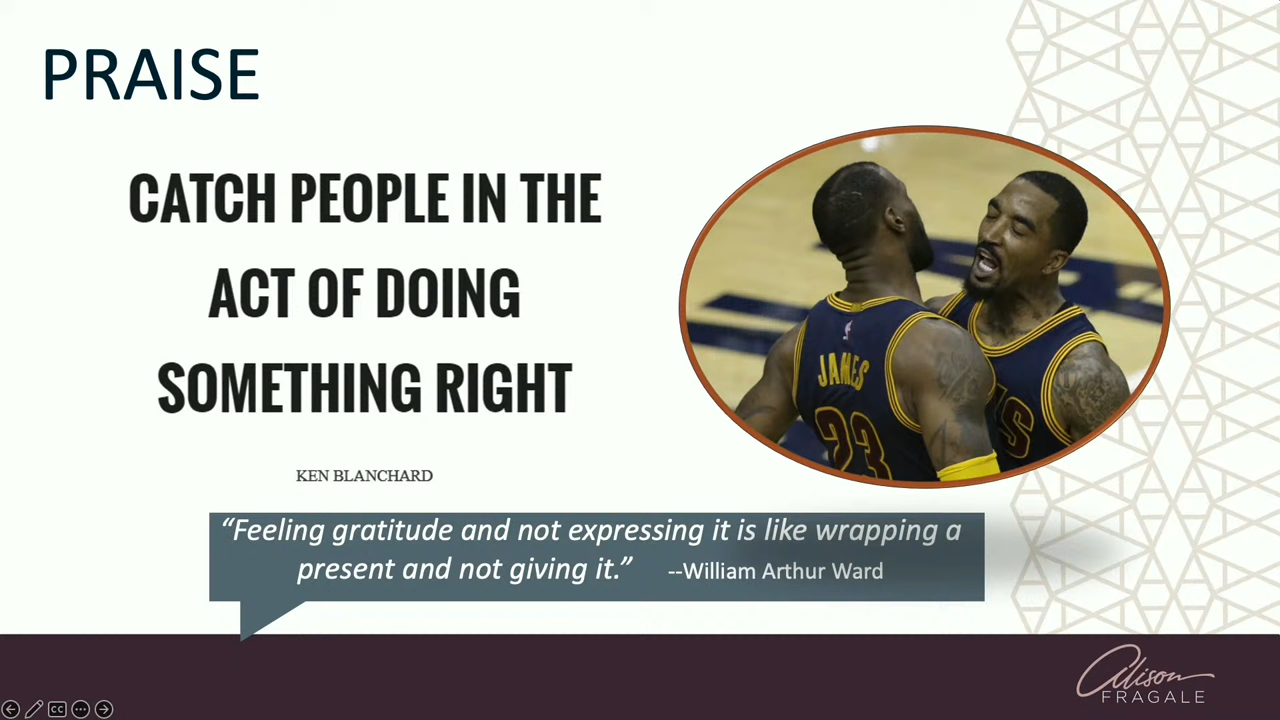 PRAISE
CATCH PEOPLE IN THE
ACT OF DOING
SOMETHING RIGHT
KEN BLANCHARD
JAMES
23
S
“Feeling gratitude and not expressing it is like wrapping a
present and not giving it.” --William Arthur Ward
Alison
FRAGALE
CC